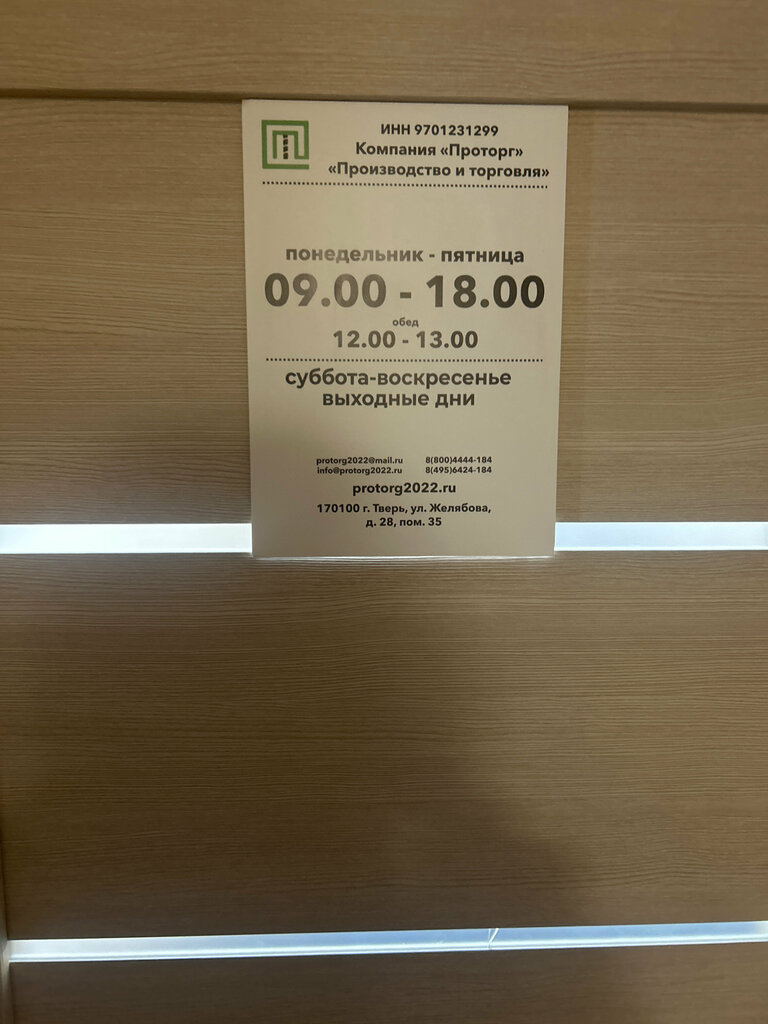 ИНН 9701231299
Компания «Проторг»
«Производство и торговля»
понедельник - пятница
09.00 - 18.00
обед
12.00 - 13.00
суббота-воскресенье
выходные дни
protorg2022@mail.ru 8(800)4444-184
info@protorg2022.ru 8(495)6424-184
protorg2022.ru
170100 г. Тверь, ул. Желябова,
д. 28, пом. 35